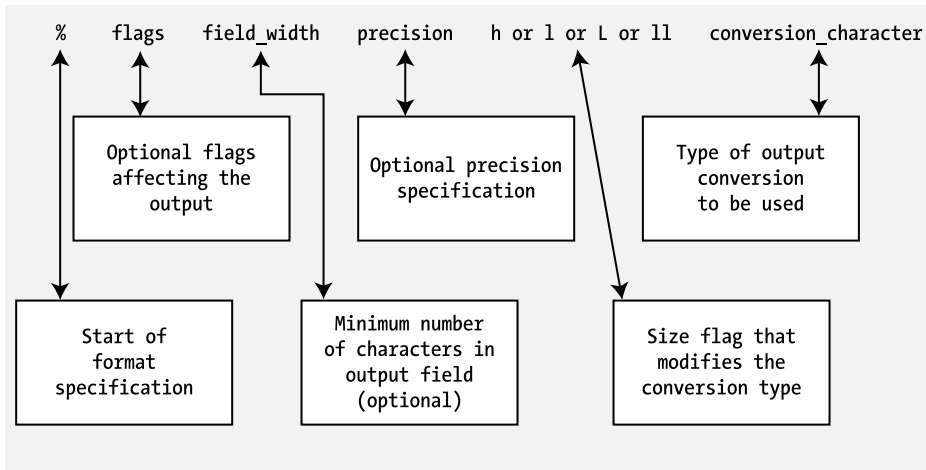 % flags field_width precision h or l or L or ll conversion_character
Optional flags
affecting the
output
Optional precision
specification
Type of output
conversion
to be used
Start of
format
specification
Minimum number
of characters in
output field
(optional)
Size flag that
modifies the
conversion type